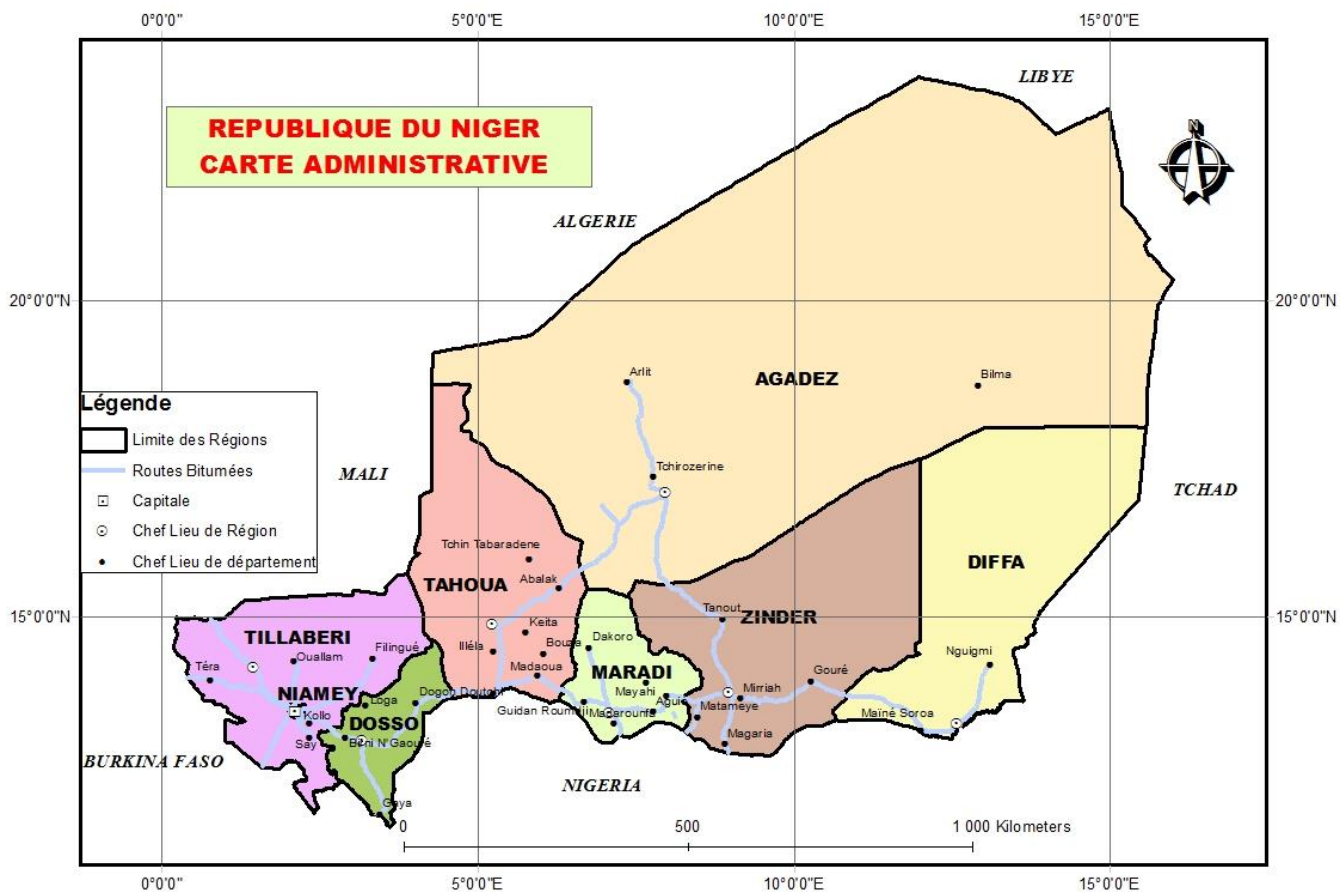 0°0'0"
5°0'0"E
10°0'0"E
15°0'0"E
LIBYE
REPUBLIQUE DU NIGER
CARTE ADMINISTRATIVE
N
ALGERIE
20°0'0"N
20°0'0"N
Arlit
AGADEZ
Bilma
Légende
Limite des Régions
Routes Bitumées
Capitale
Chef Lieu de Région
Chef Lieu de département
MALI
Tchirozerine
TCHAD
Tchin Tabaradene
Abalak
TAHOUA
DIFFA
15°0'0"N
15°0'0"N
Tanout
ZINDER
Keita
Illéla
Bouza
Dakoro
TILLABERI
Ouallam
Filingué
Téra
Madaoua
MARADI
Mayahi
Gouré
Nguigmi
NIAMEY
Loga
Dogon Doutchi
Aguié
Mirriah
Guidan Roumdji
Madarounfa
Matameye
Maïné Soroa
Kollo
DOSSO
Say
Birni N'Gaouré
Magaria
BURKINA FASO
NIGERIA
Gaya
0
500
1 000 Kilometers
0°0'0"
5°0'0"E
10°0'0"E
15°0'0"E